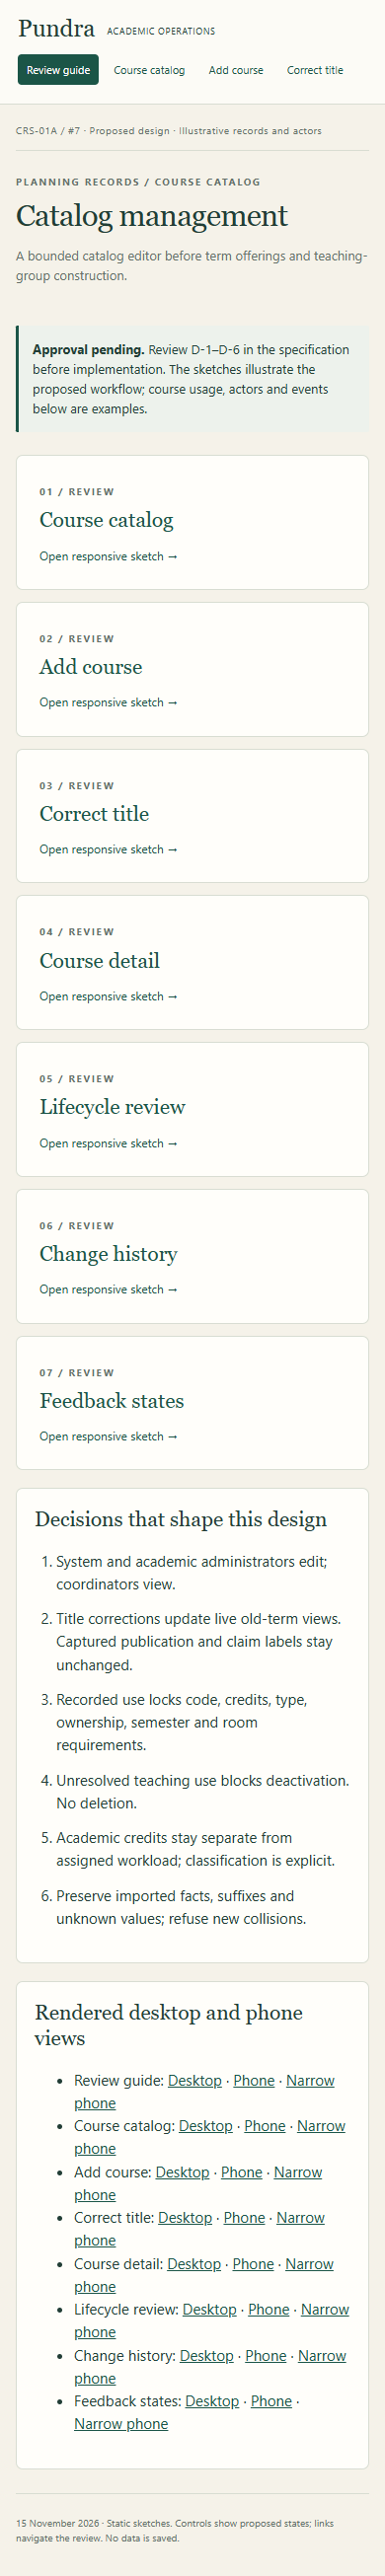 Pundra ACADEMIC OPERATIONS
Review guide Course catalog Add course Correct title
CRS-01A / #7 · Proposed design · Illustrative records and actors
PLANNING RECORDS / COURSE CATALOG
Catalog management
A bounded catalog editor before term offerings and teaching-
group construction.
Approval pending. Review D-1–D-6 in the specification
before implementation. The sketches illustrate the
proposed workflow; course usage, actors and events
below are examples.
01 / REVIEW
Course catalog
Open responsive sketch →
02 / REVIEW
Add course
Open responsive sketch →
03 / REVIEW
Correct title
Open responsive sketch →
04 / REVIEW
Course detail
Open responsive sketch →
05 / REVIEW
Lifecycle review
Open responsive sketch →
06 / REVIEW
Change history
Open responsive sketch →
07 / REVIEW
Feedback states
Open responsive sketch →
Decisions that shape this design
1. System and academic administrators edit;
coordinators view.
2. Title corrections update live old-term views.
Captured publication and claim labels stay
unchanged.
3. Recorded use locks code, credits, type,
ownership, semester and room
requirements.
4. Unresolved teaching use blocks deactivation.
No deletion.
5. Academic credits stay separate from
assigned workload; classification is explicit.
6. Preserve imported facts, suffixes and
unknown values; refuse new collisions.
Rendered desktop and phone
views
• Review guide: Desktop · Phone · Narrow
phone
• Course catalog: Desktop · Phone · Narrow
phone
• Add course: Desktop · Phone · Narrow
phone
• Correct title: Desktop · Phone · Narrow
phone
• Course detail: Desktop · Phone · Narrow
phone
• Lifecycle review: Desktop · Phone · Narrow
phone
• Change history: Desktop · Phone · Narrow
phone
• Feedback states: Desktop · Phone ·
Narrow phone
15 November 2026 · Static sketches. Controls show proposed states; links
navigate the review. No data is saved.